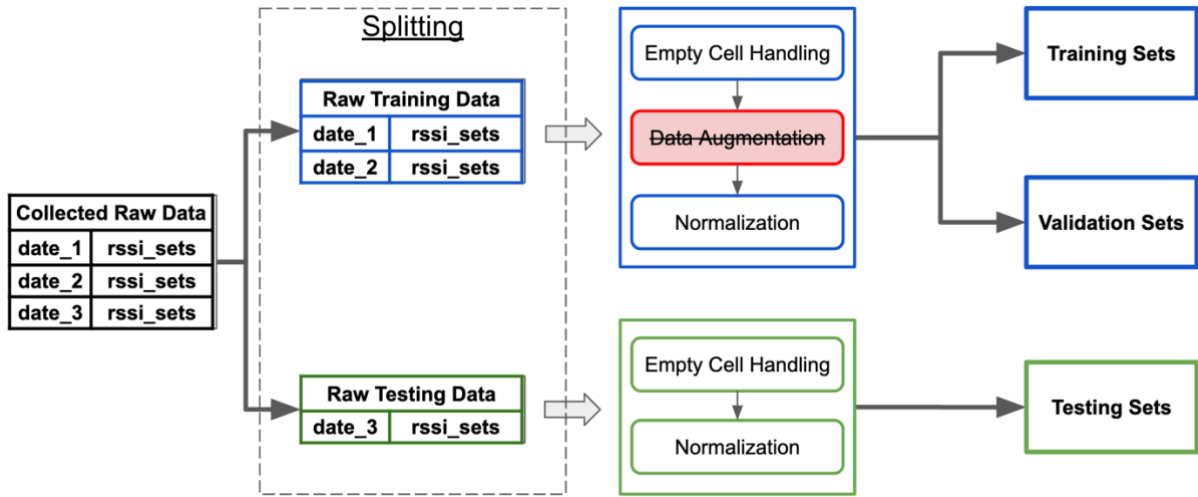 Splitting
Collected Raw Data
date_1 rssi_sets
date_2 rssi_sets
date_3 rssi_sets
Raw Training Data
date_1 rssi_sets
date_2 rssi_sets
Raw Testing Data
date_3 rssi_sets
Empty Cell Handling
Data Augmentation
Normalization
Empty Cell Handling
Normalization
Training Sets
Validation Sets
Testing Sets